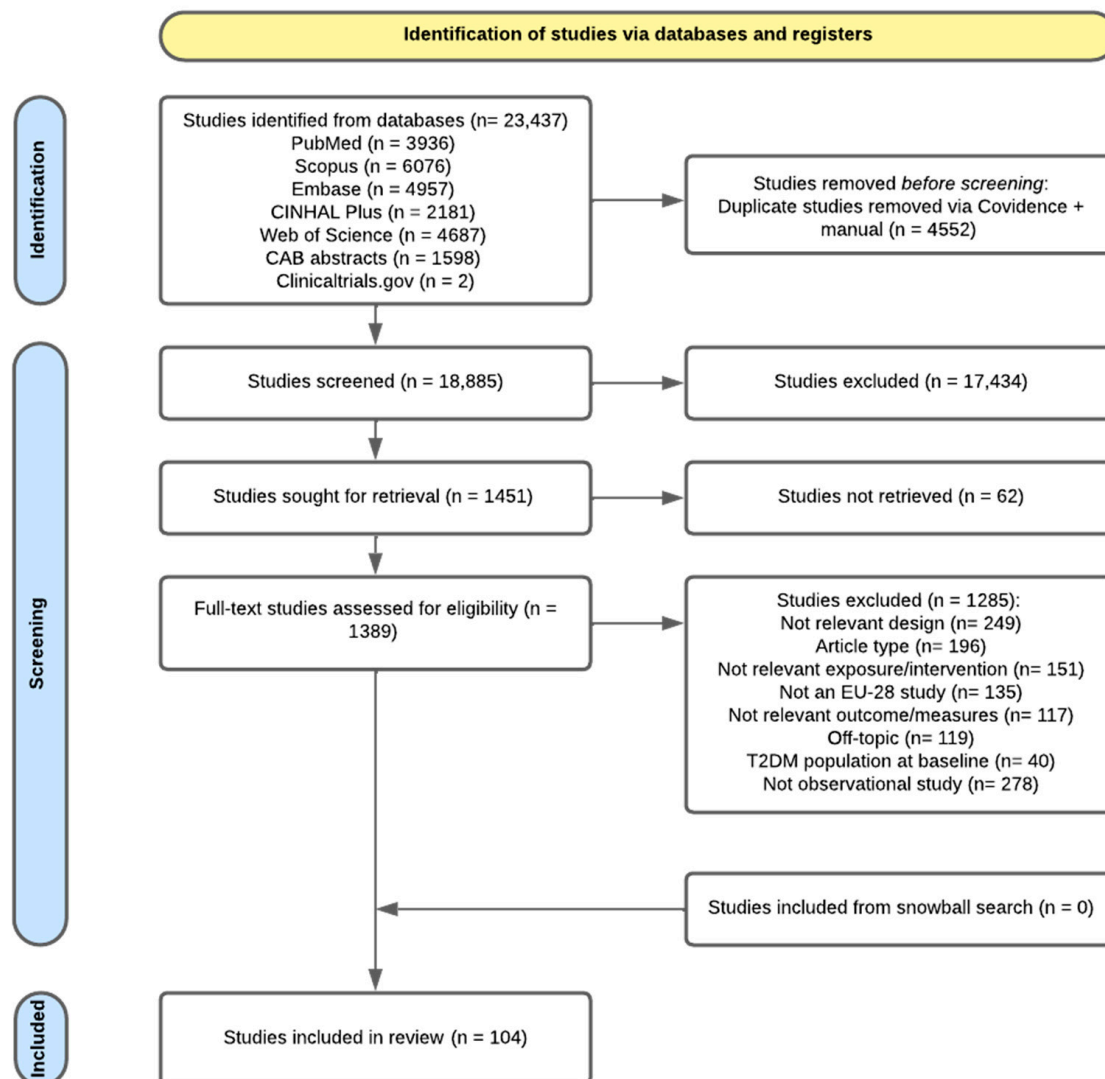 Identification of studies via databases and registers
Identification
Studies identified from databases (n= 23,437)
PubMed (n = 3936)
Scopus (n = 6076)
Embase (n = 4957)
CINHAL Plus (n = 2181)
Web of Science (n = 4687)
CAB abstracts (n = 1598)
Clinicaltrials.gov (n = 2)
Studies removed before screening:
Duplicate studies removed via Covidence +
manual (n = 4552)
Screening
Studies screened (n = 18,885)
Studies excluded (n = 17,434)
Studies sought for retrieval (n = 1451)
Studies not retrieved (n = 62)
Full-text studies assessed for eligibility (n =
1389)
Studies excluded (n = 1285):
Not relevant design (n= 249)
Article type (n= 196)
Not relevant exposure/intervention (n= 151)
Not an EU-28 study (n= 135)
Not relevant outcome/measures (n= 117)
Off-topic (n= 119)
T2DM population at baseline (n= 40)
Not observational study (n= 278)
Studies included from snowball search (n = 0)
Included
Studies included in review (n = 104)